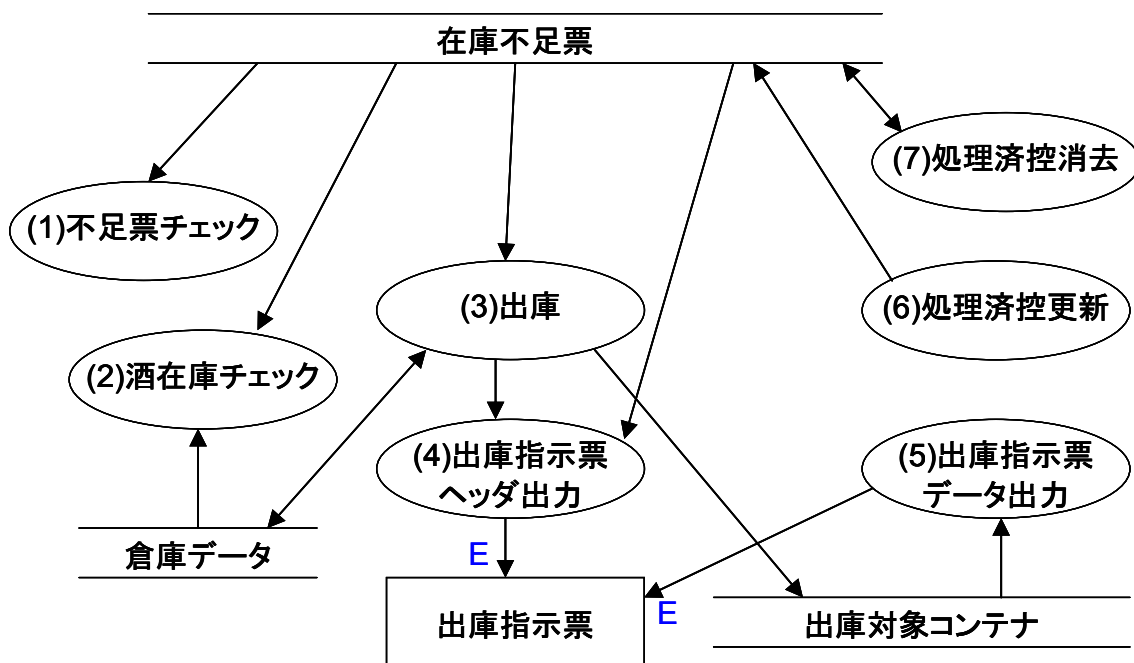 在庫不足票
(7)処理済控消去
(1)不足票チェック
(3)出庫
(6)処理済控更新
(2)酒在庫チェック
(4)出庫指示票
ヘッダ出力
(5)出庫指示票
データ出力
倉庫データ
E
出庫指示票
E
出庫対象コンテナ